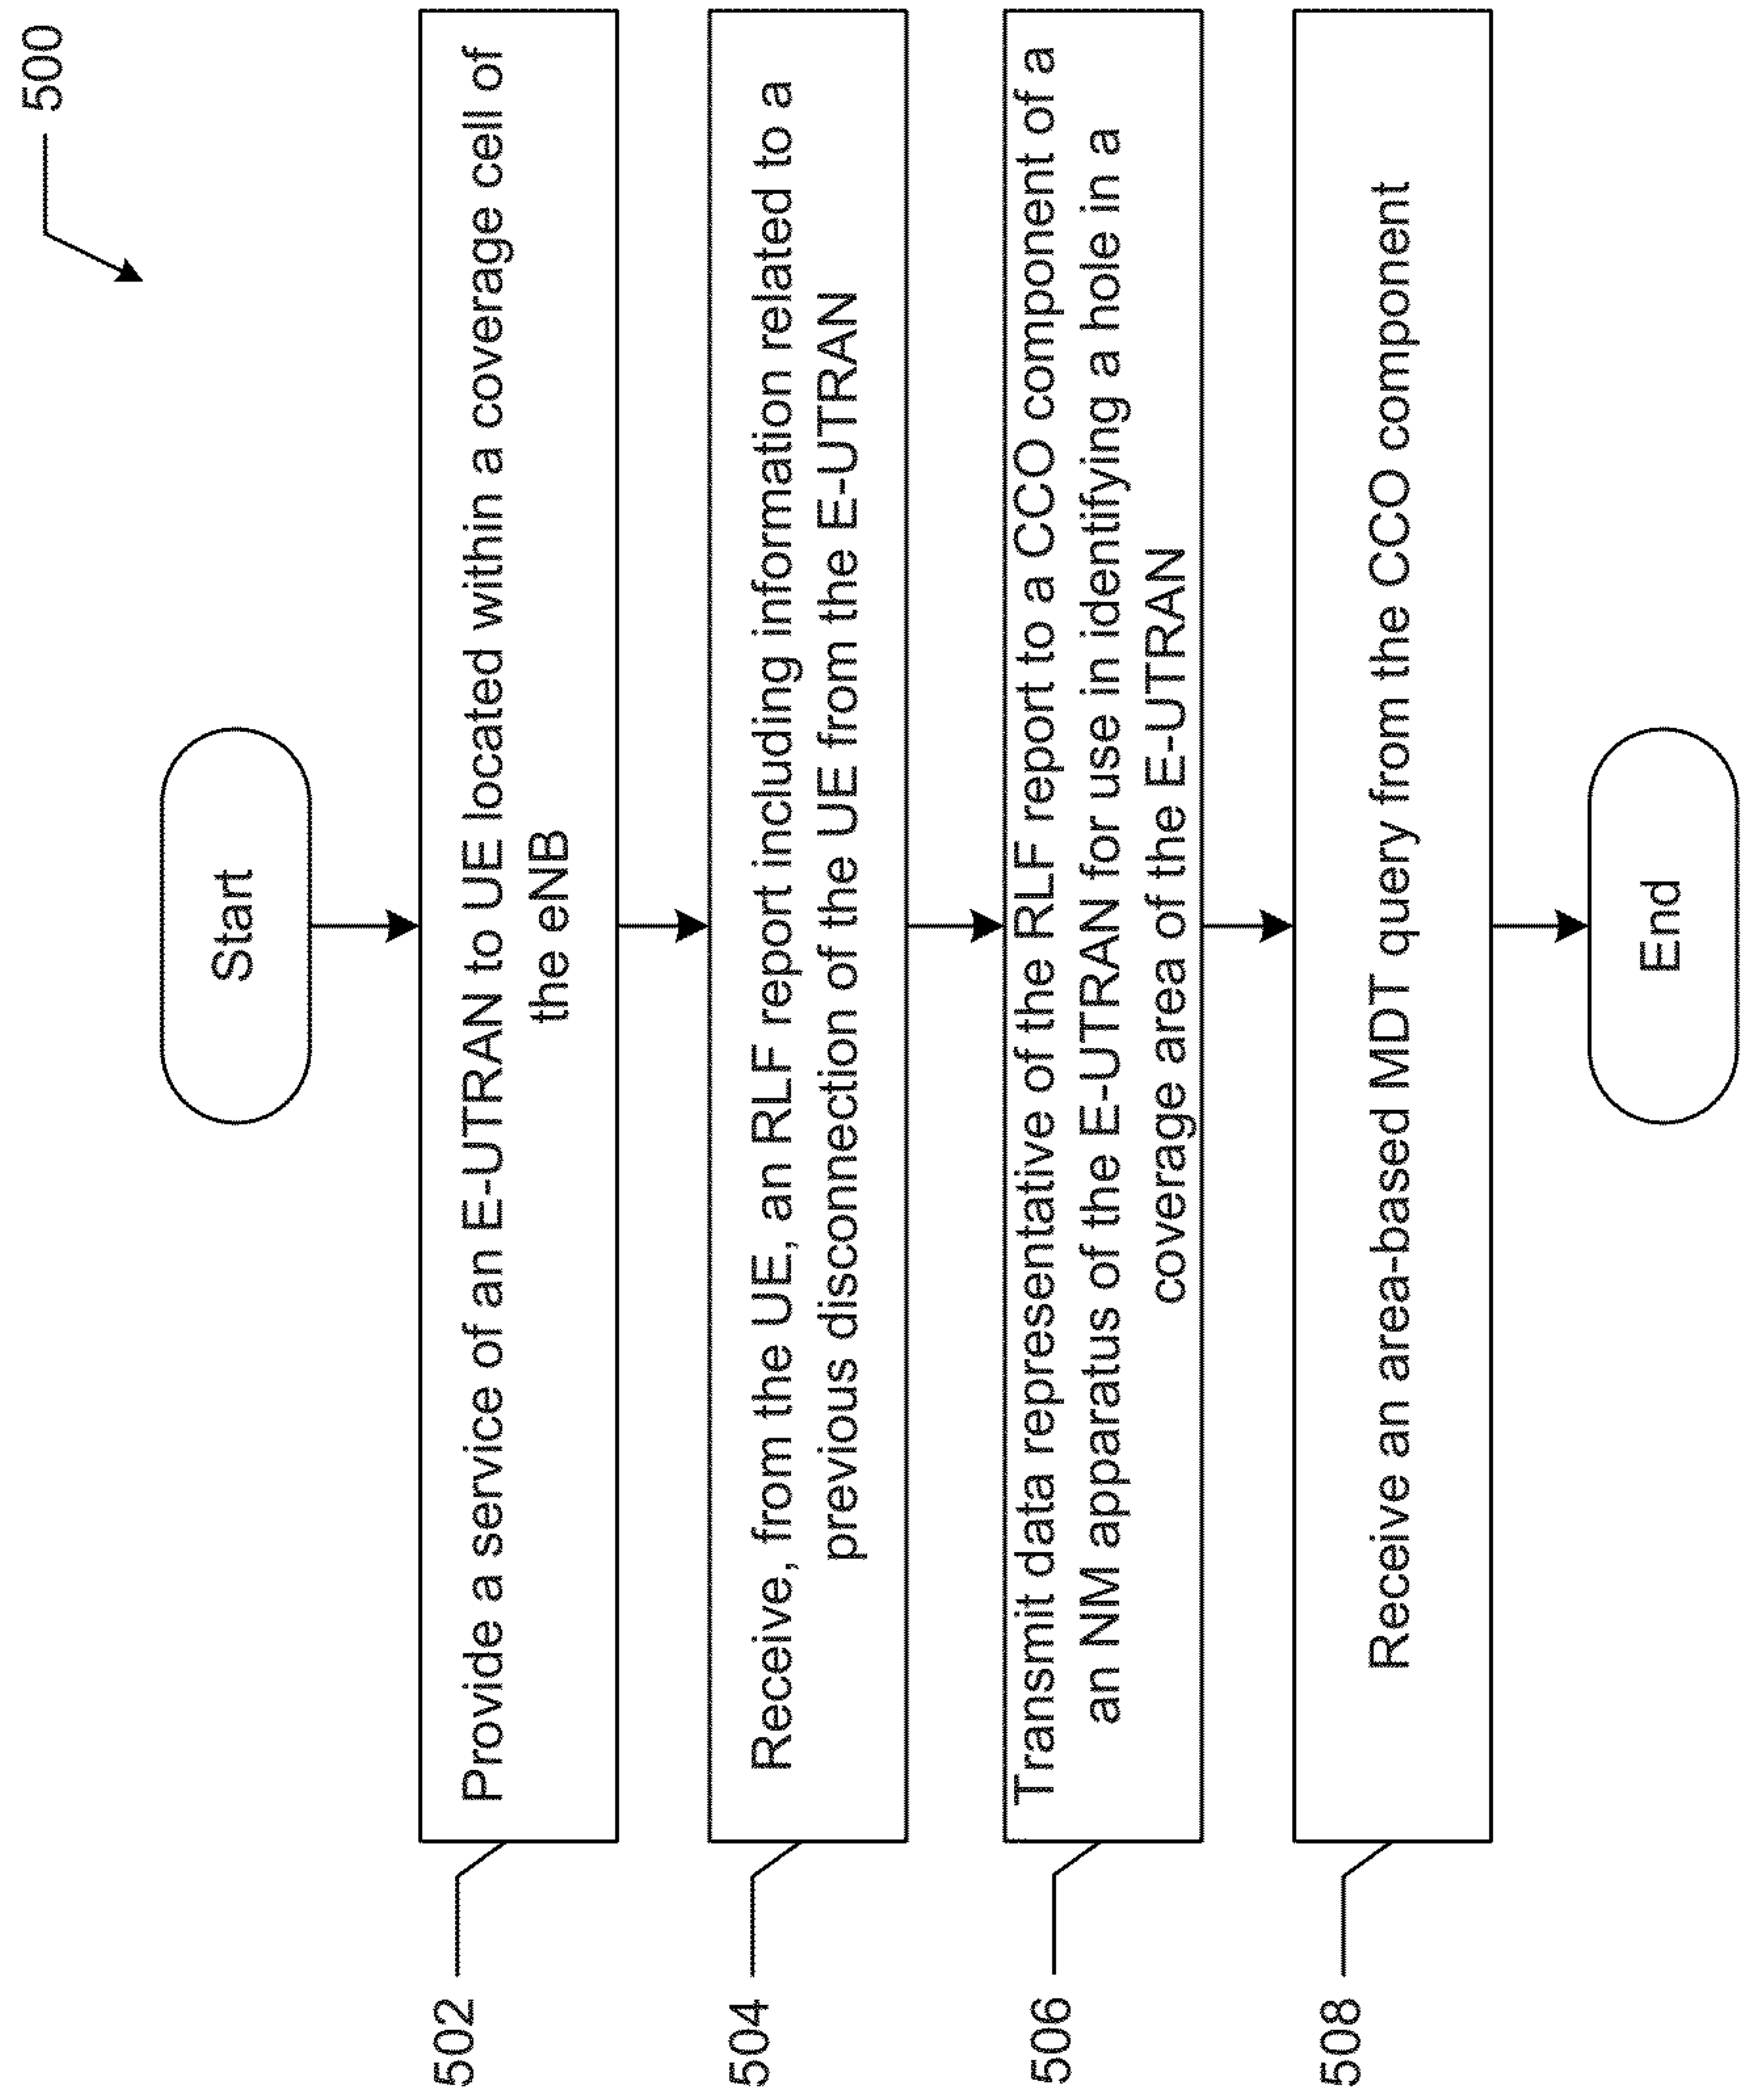 500
Start
502
Provide a service of an E-UTRAN to UE located within a coverage cell of
the eNB
504
Receive, from the UE, an RLF report including information related to a
previous disconnection of the UE from the E-UTRAN
506
Transmit data representative of the RLF report to a CCO component of a
an NM apparatus of the E-UTRAN for use in identifying a hole in a
coverage area of the E-UTRAN
508
Receive an area-based MDT query from the CCO component
End